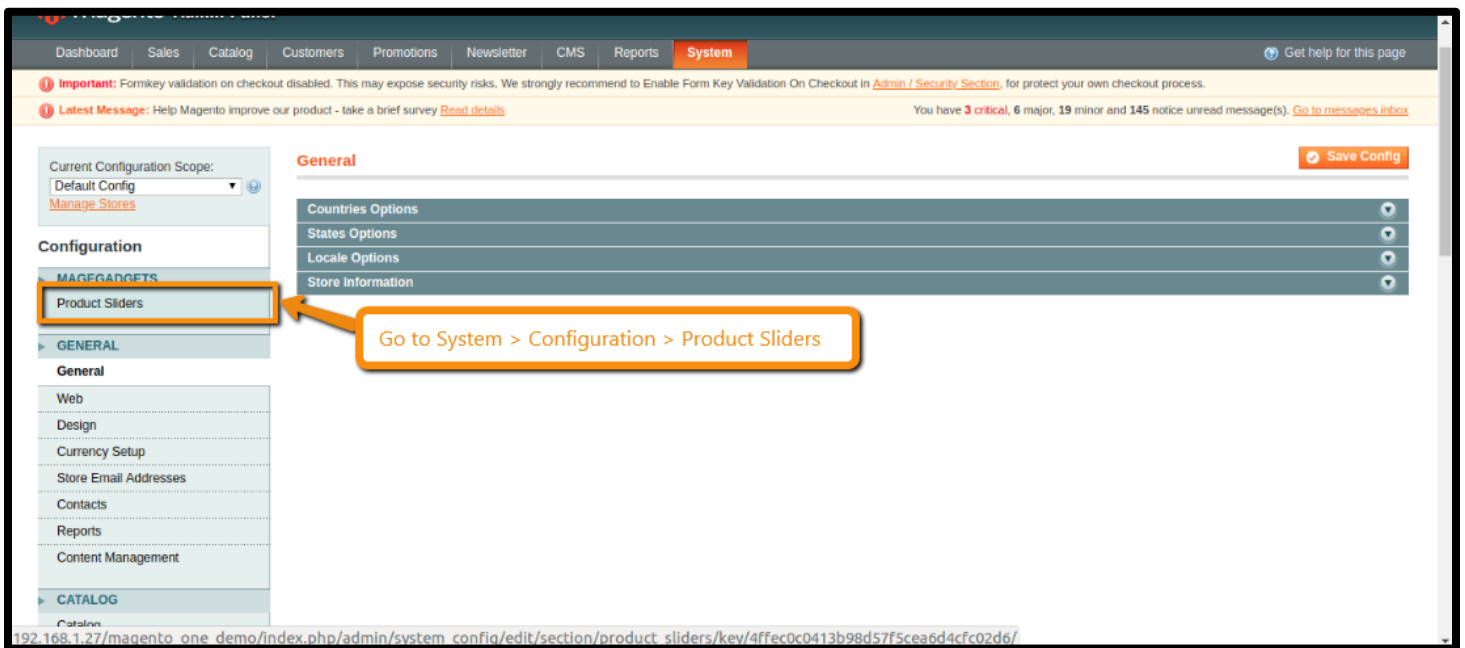 Magento Admin Panel
Dashboard Sales Catalog Customers Promotions Newsletter CMS Reports System Get help for this page
Important: Formkey validation on checkout disabled. This may expose security risks. We strongly recommend to Enable Form Key Validation On Checkout in Admin / Security Section, for protect your own checkout process.
Latest Message: Help Magento improve our product - take a brief survey Read details You have 3 critical, 6 major, 19 minor and 145 notice unread message(s). Go to messages inbox
Current Configuration Scope:
Default Config
Manage Stores
General Save Config
Countries Options
States Options
Locale Options
Store Information
Configuration
MAGEGADGETS
Product Sliders
Go to System > Configuration > Product Sliders
GENERAL
General
Web
Design
Currency Setup
Store Email Addresses
Contacts
Reports
Content Management
CATALOG
Catalog
192.168.1.27/magento_one_demo/index.php/admin/system_config/edit/section/product_sliders/key/4ffec0c0413b98d57f5cea6d4cfc02d6/